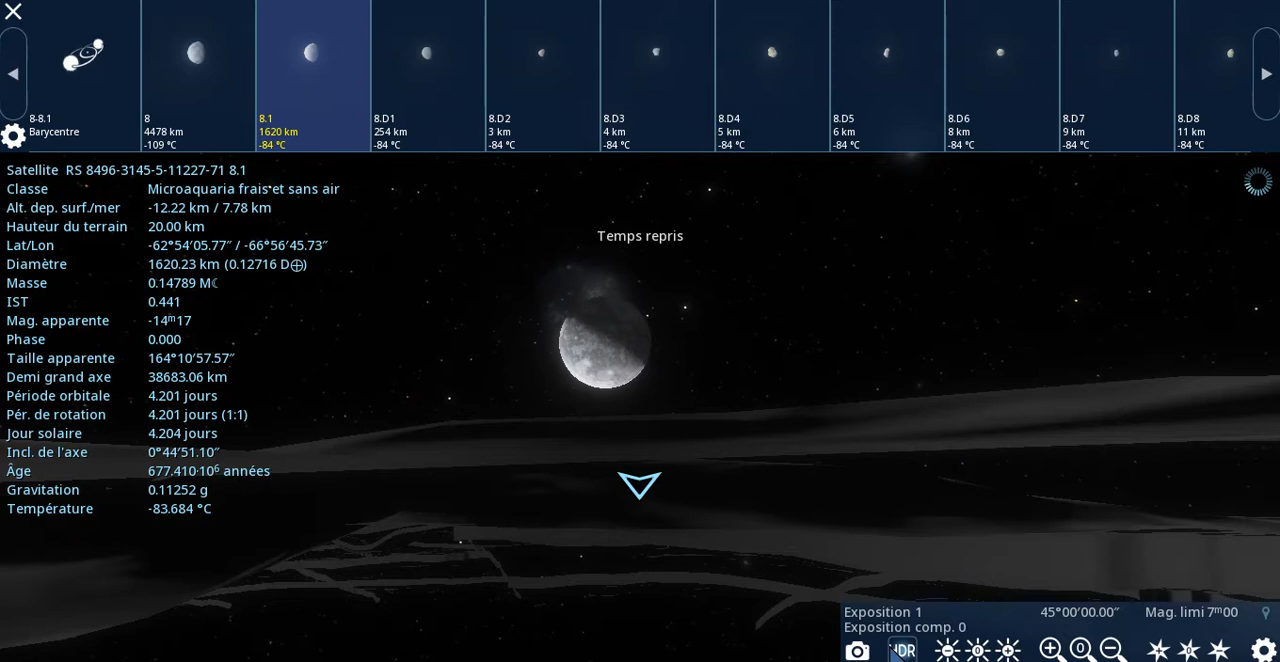 8-8.1 8 8.1 8.D1 8.D2 8.D3 8.D4 8.D5 8.D6 8.D7 8.D8
Barycentre 4478 km 1620 km 254 km 3 km 4 km 5 km 6 km 8 km 9 km 11 km
-109 °C -84 °C -84 °C -84 °C -84 °C -84 °C -84 °C -84 °C -84 °C -84 °C
Satellite RS 8496-3145-5-11227-71 8.1
Classe Microaquaria frais et sans air
Alt. dep. surf./mer -12.22 km / 7.78 km
Hauteur du terrain 20.00 km
Temps repris
Lat/Lon -62°54′05.77″ / -66°56′45.73″
Diamètre 1620.23 km (0.12716 D⊕)
Masse 0.14789 M☾
IST 0.441
Mag. apparente -14ᵐ17
Phase 0.000
Taille apparente 164°10′57.57″
Demi grand axe 38683.06 km
Période orbitale 4.201 jours
Pér. de rotation 4.201 jours (1:1)
Jour solaire 4.204 jours
Incl. de l'axe 0°44′51.10″
Âge 677.410·10⁶ années
Gravitation 0.11252 g
Température -83.684 °C
Exposition 1 45°00′00.00″ Mag. limi 7ᵐ00
Exposition comp. 0
HDR 0 0 0